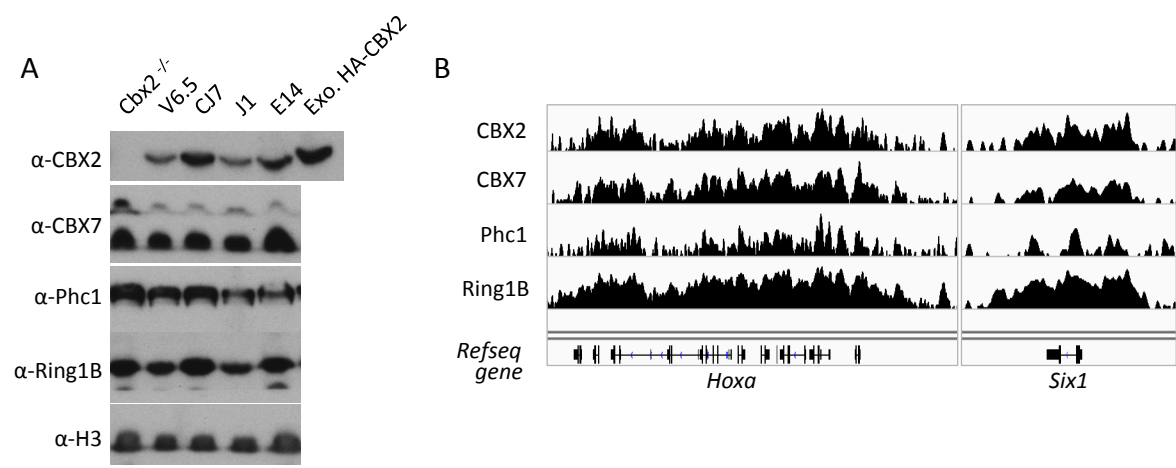 A
Cbx2 -/-
V6.5
CJ7
J1
E14
Exo. HA-CBX2
α-CBX2
α-CBX7
α-Phc1
α-Ring1B
α-H3
B
CBX2
CBX7
Phc1
Ring1B
Refseq
gene
Hoxa
Six1